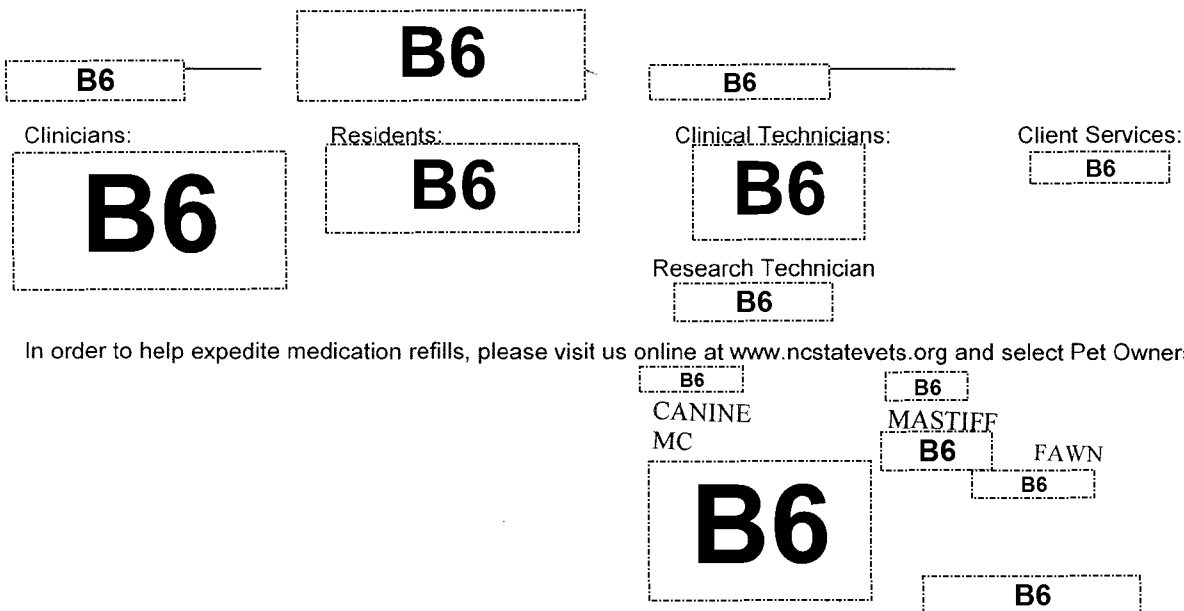 B6
B6 B6
Clinicians: Residents: Clinical Technicians: Client Services:
B6 B6 B6 B6
Research Technician
B6
In order to help expedite medication refills, please visit us online at www.ncstatevets.org and select Pet Owners
B6 B6
CANINE MASTIFF
MC B6 FAWN
B6
B6
B6